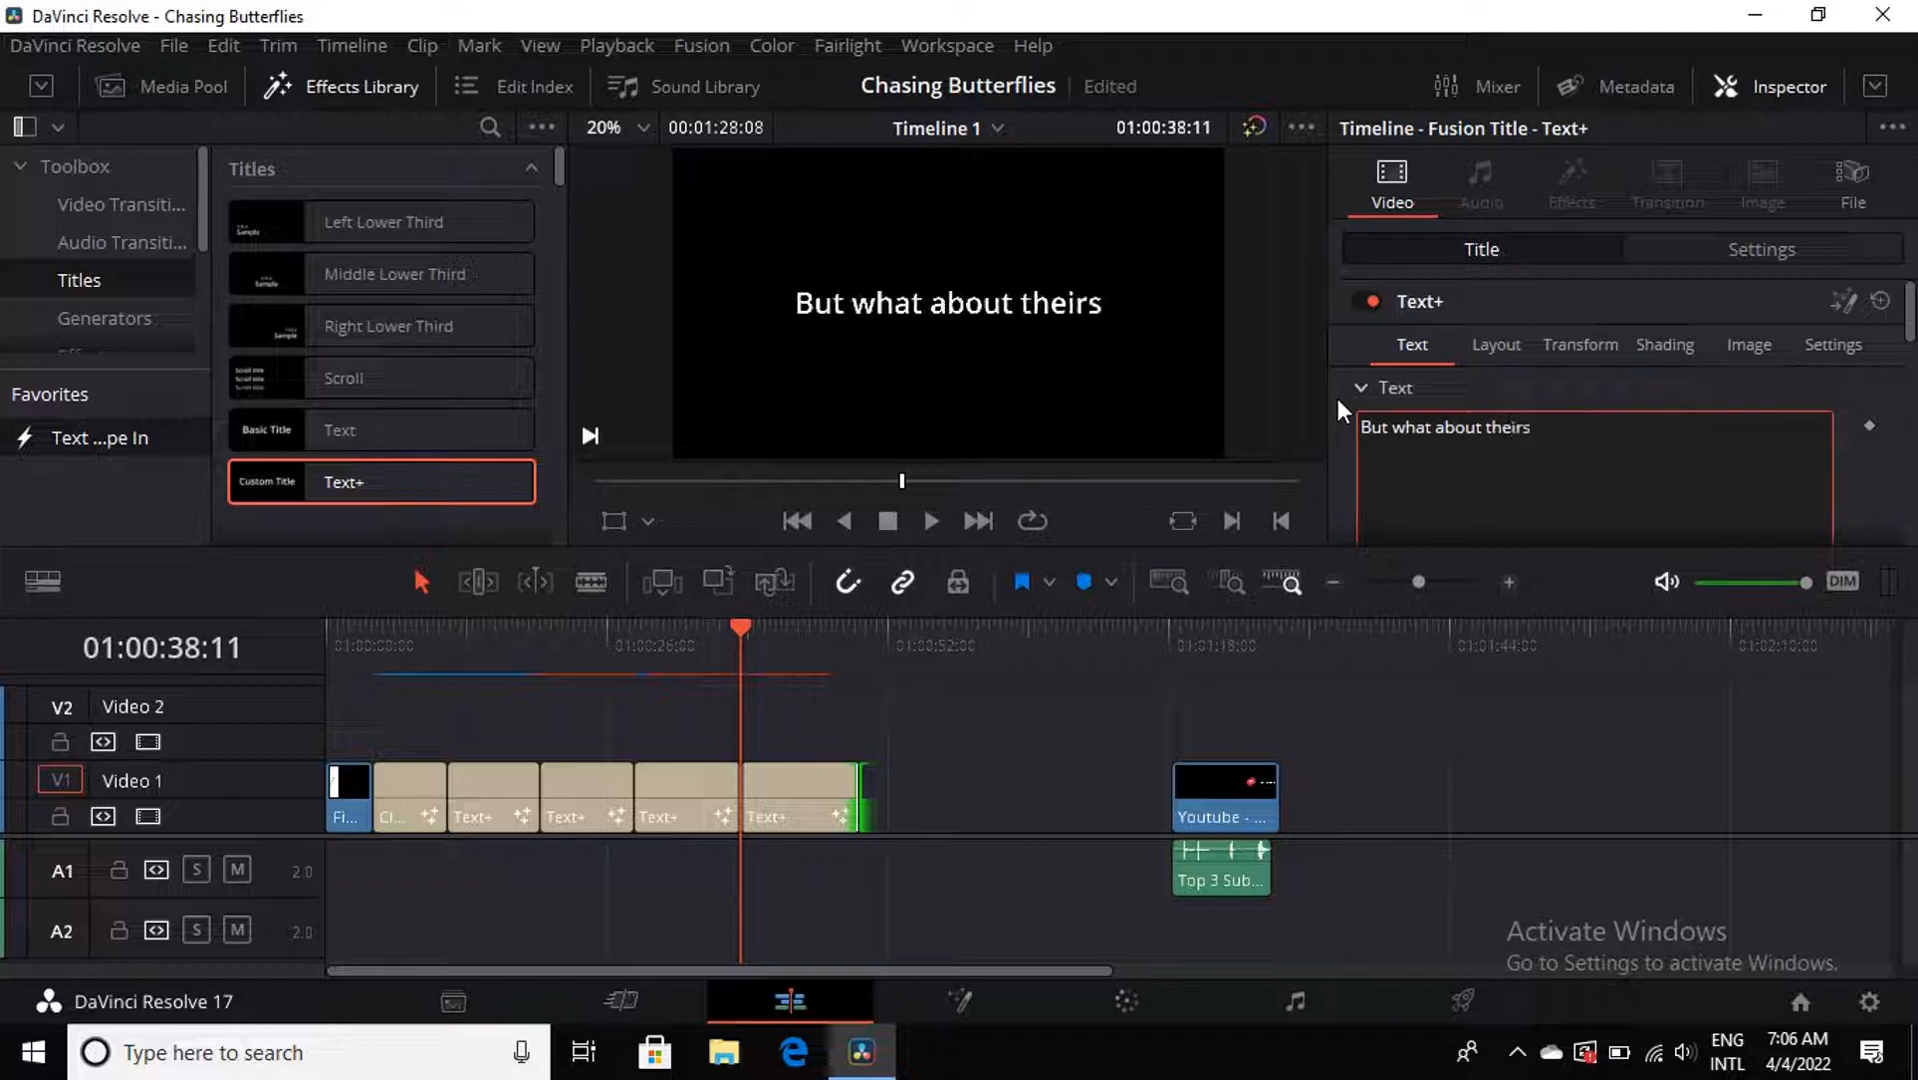 DaVinci Resolve - Chasing Butterflies
DaVinci Resolve File Edit Trim Timeline Clip Mark View Playback Fusion Color Fairlight Workspace Help
Media Pool Effects Library Edit Index Sound Library Chasing Butterflies Edited Mixer Metadata Inspector
20% 00:01:28:08 Timeline 1 01:00:38:11 Timeline - Fusion Title - Text+
Toolbox
Video Transiti...
Audio Transiti...
Titles
Generators
Favorites
Text ...pe In
Titles
Left Lower Third
Middle Lower Third
Right Lower Third
Scroll
Basic Title Text
Custom Title Text+
But what about theirs
Video Audio Effects Transition Image File
Title Settings
Text+
Text Layout Transform Shading Image Settings
Text
But what about theirs
DIM
01:00:38:11
01:00:00:00 01:00:26:00 01:00:52:00 01:01:18:00 01:01:44:00 01:02:10:00
V2 Video 2
V1 Video 1
Fi... Cl... Text+ Text+ Text+ Text+ Youtube - ...
A1 S M 2.0
Top 3 Sub...
A2 S M 2.0
Activate Windows
Go to Settings to activate Windows.
DaVinci Resolve 17
Type here to search
ENG
INTL
7:06 AM
4/4/2022